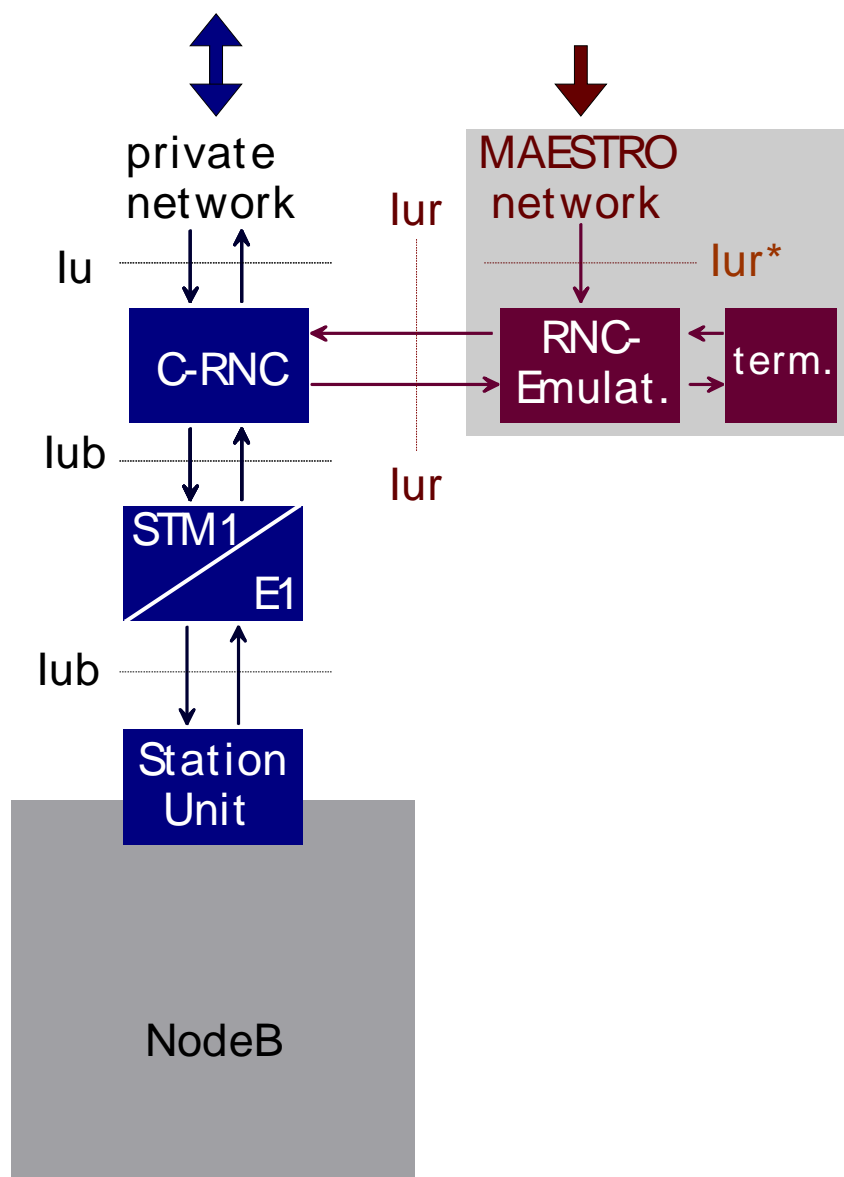 private
network
MAESTRO
network
Iur
Iu
Iur*
C-RNC
RNC-
Emulat.
term.
Iub
Iur
STM1
E1
Iub
Station
Unit
NodeB